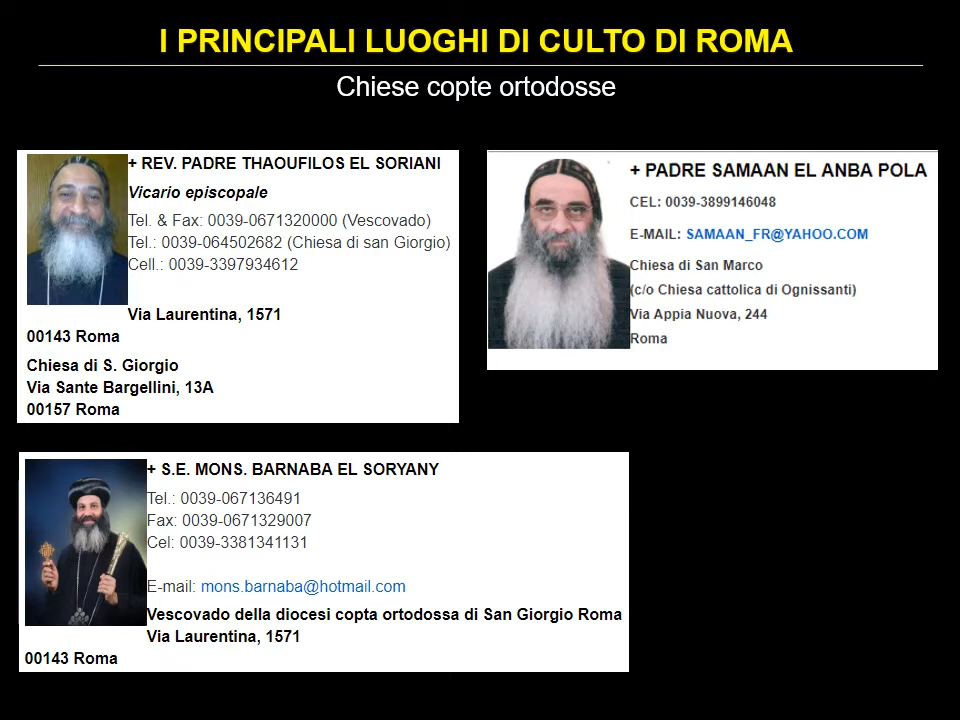 I PRINCIPALI LUOGHI DI CULTO DI ROMA
Chiese copte ortodosse
+ REV. PADRE THAOUFILOS EL SORIANI
Vicario episcopale
Tel. & Fax: 0039-0671320000 (Vescovado)
Tel.: 0039-064502682 (Chiesa di san Giorgio)
Cell.: 0039-3397934612
Via Laurentina, 1571
00143 Roma
Chiesa di S. Giorgio
Via Sante Bargellini, 13A
00157 Roma
+ PADRE SAMAAN EL ANBA POLA
CEL: 0039-3899146048
E-MAIL: SAMAAN_FR@YAHOO.COM
Chiesa di San Marco
(c/o Chiesa cattolica di Ognissanti)
Via Appia Nuova, 244
Roma
+ S.E. MONS. BARNABA EL SORYANY
Tel.: 0039-067136491
Fax: 0039-0671329007
Cel: 0039-3381341131
E-mail: mons.barnaba@hotmail.com
Vescovado della diocesi copta ortodossa di San Giorgio Roma
Via Laurentina, 1571
00143 Roma